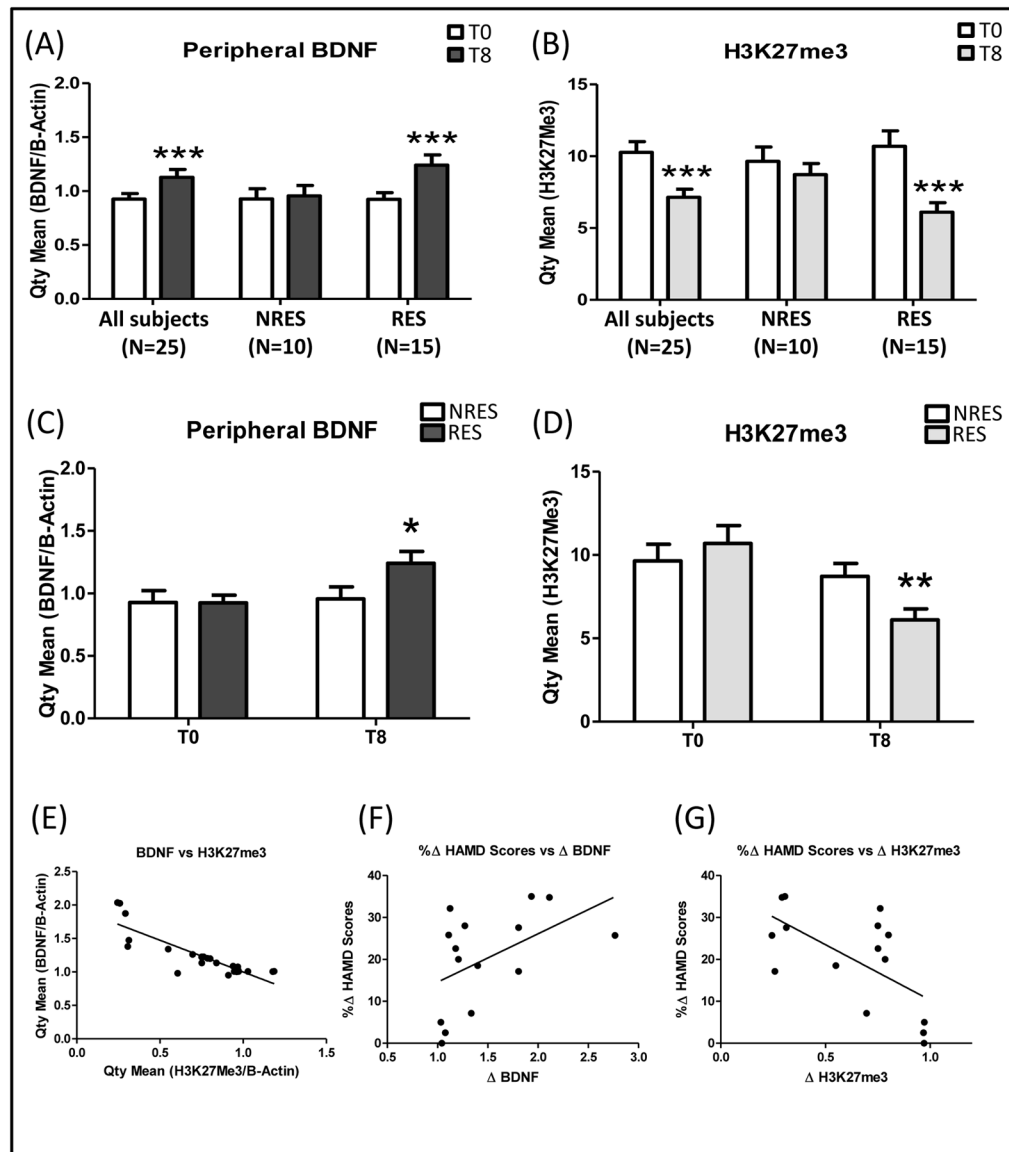 (A)
Peripheral BDNF
T0
T8
Qty Mean (BDNF/B-Actin)
2.0
1.5
1.0
0.5
0.0
***
***
All subjects
(N=25)
NRES
(N=10)
RES
(N=15)
(B)
H3K27me3
T0
T8
Qty Mean (H3K27Me3)
15
10
5
0
***
***
All subjects
(N=25)
NRES
(N=10)
RES
(N=15)
(C)
Peripheral BDNF
NRES
RES
Qty Mean (BDNF/B-Actin)
2.0
1.5
1.0
0.5
0.0
*
T0
T8
(D)
H3K27me3
NRES
RES
Qty Mean (H3K27Me3)
15
10
5
0
**
T0
T8
(E)
BDNF vs H3K27me3
Qty Mean (BDNF/B-Actin)
2.5
2.0
1.5
1.0
0.5
0.0
0.0
0.5
1.0
1.5
Qty Mean (H3K27Me3/B-Actin)
(F)
%Δ HAMD Scores vs Δ BDNF
%Δ HAMD Scores
40
30
20
10
0
0.5
1.0
1.5
2.0
2.5
3.0
Δ BDNF
(G)
%Δ HAMD Scores vs Δ H3K27me3
%Δ HAMD Scores
40
30
20
10
0
0.0
0.5
1.0
Δ H3K27me3